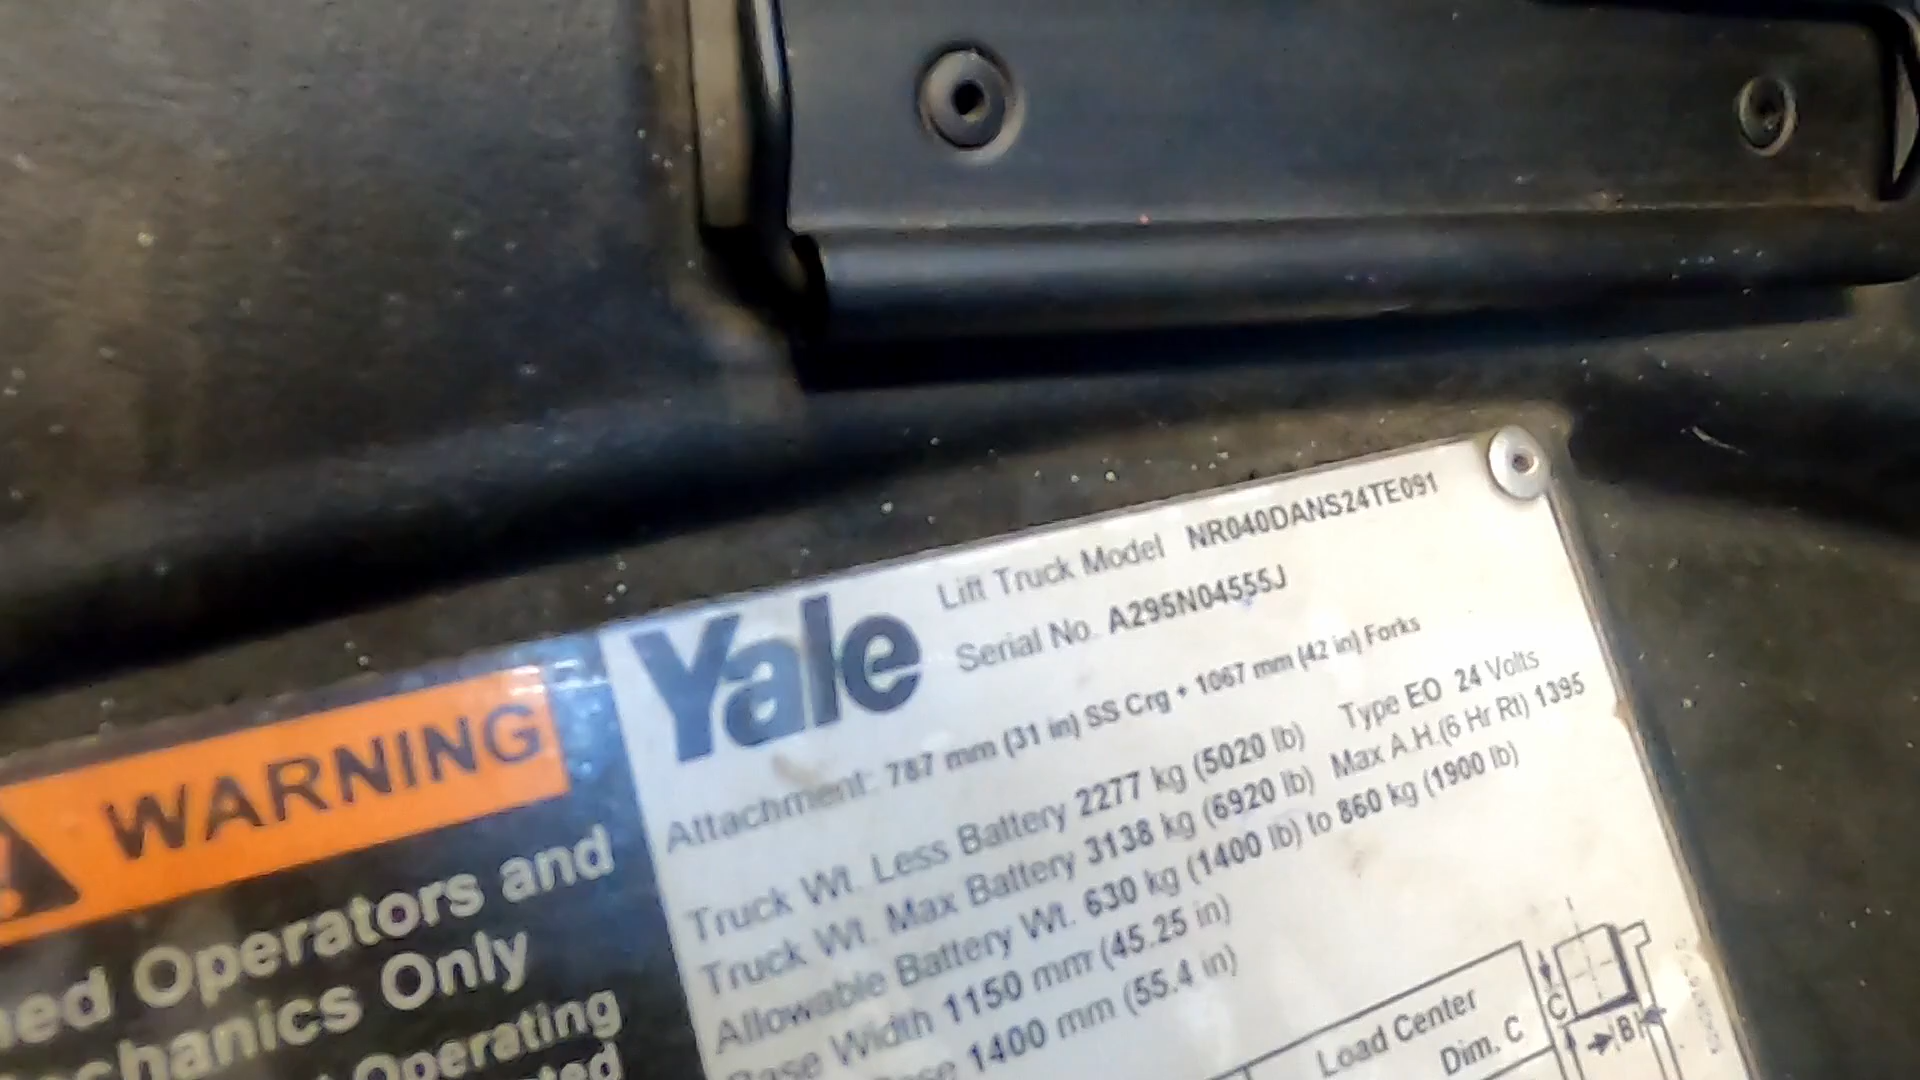 Yale
Lift Truck Model NR040DANS24TE091
Serial No. A295N04555J
Attachment: 787 mm (31 in) SS Crg + 1067 mm (42 in) Forks
Truck Wt. Less Battery 2277 kg (5020 lb) Type EO 24 Volts
Truck Wt. Max Battery 3138 kg (6920 lb) Max A.H.(6 Hr Rt) 1395
Allowable Battery Wt. 630 kg (1400 lb) to 860 kg (1900 lb)
Base Width 1150 mm (45.25 in)
1400 mm (55.4 in)
Load Center
Dim. C
C
B
WARNING
Operators and
Only
Operating